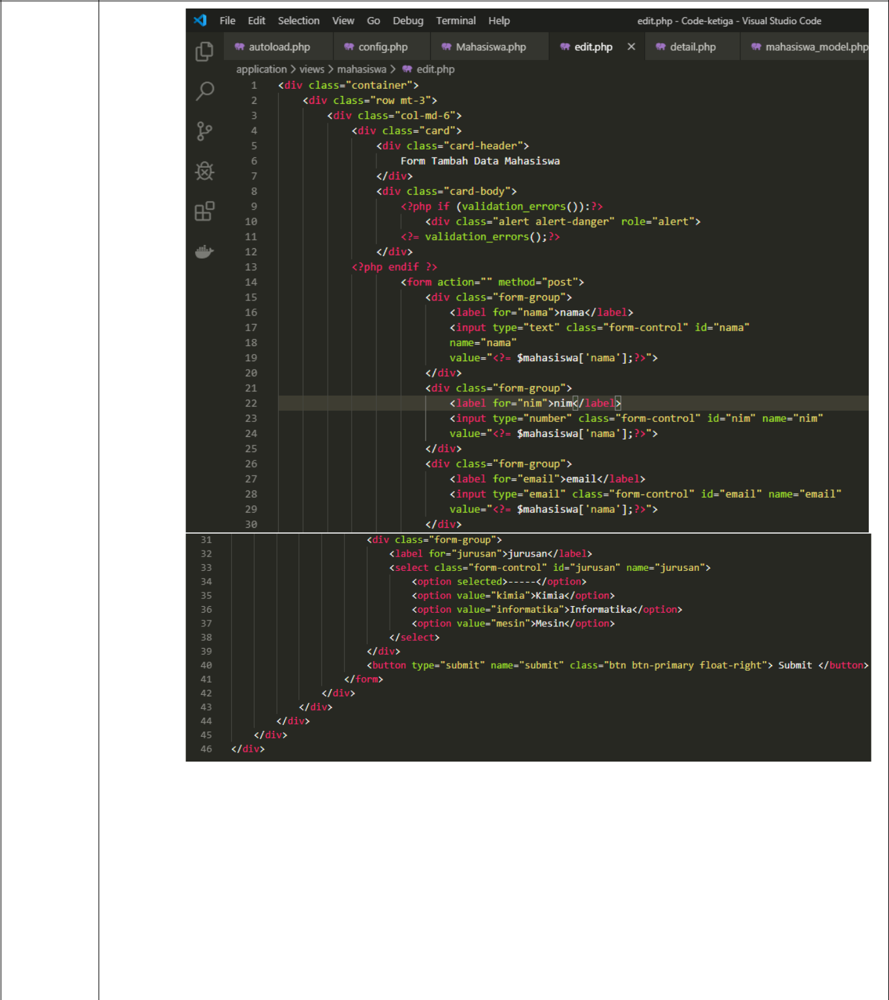 File Edit Selection View Go Debug Terminal Help edit.php - Code-ketiga - Visual Studio Code
autoload.php config.php Mahasiswa.php edit.php × detail.php mahasiswa_model.php
application > views > mahasiswa > edit.php
1 <div class="container">
2 <div class="row mt-3">
3 <div class="col-md-6">
4 <div class="card">
5 <div class="card-header">
6 Form Tambah Data Mahasiswa
7 </div>
8 <div class="card-body">
9 <?php if (validation_errors()):?>
10 <div class="alert alert-danger" role="alert">
11 <?= validation_errors();?>
12 </div>
13 <?php endif ?>
14 <form action="" method="post">
15 <div class="form-group">
16 <label for="nama">nama</label>
17 <input type="text" class="form-control" id="nama"
18 name="nama"
19 value="<?= $mahasiswa['nama'];?>">
20 </div>
21 <div class="form-group">
22 <label for="nim">nim</label>
23 <input type="number" class="form-control" id="nim" name="nim"
24 value="<?= $mahasiswa['nama'];?>">
25 </div>
26 <div class="form-group">
27 <label for="email">email</label>
28 <input type="email" class="form-control" id="email" name="email"
29 value="<?= $mahasiswa['nama'];?>">
30 </div>
31 <div class="form-group">
32 <label for="jurusan">jurusan</label>
33 <select class="form-control" id="jurusan" name="jurusan">
34 <option selected>-----</option>
35 <option value="kimia">Kimia</option>
36 <option value="informatika">Informatika</option>
37 <option value="mesin">Mesin</option>
38 </select>
39 </div>
40 <button type="submit" name="submit" class="btn btn-primary float-right"> Submit </button>
41 </form>
42 </div>
43 </div>
44 </div>
45 </div>
46 </div>